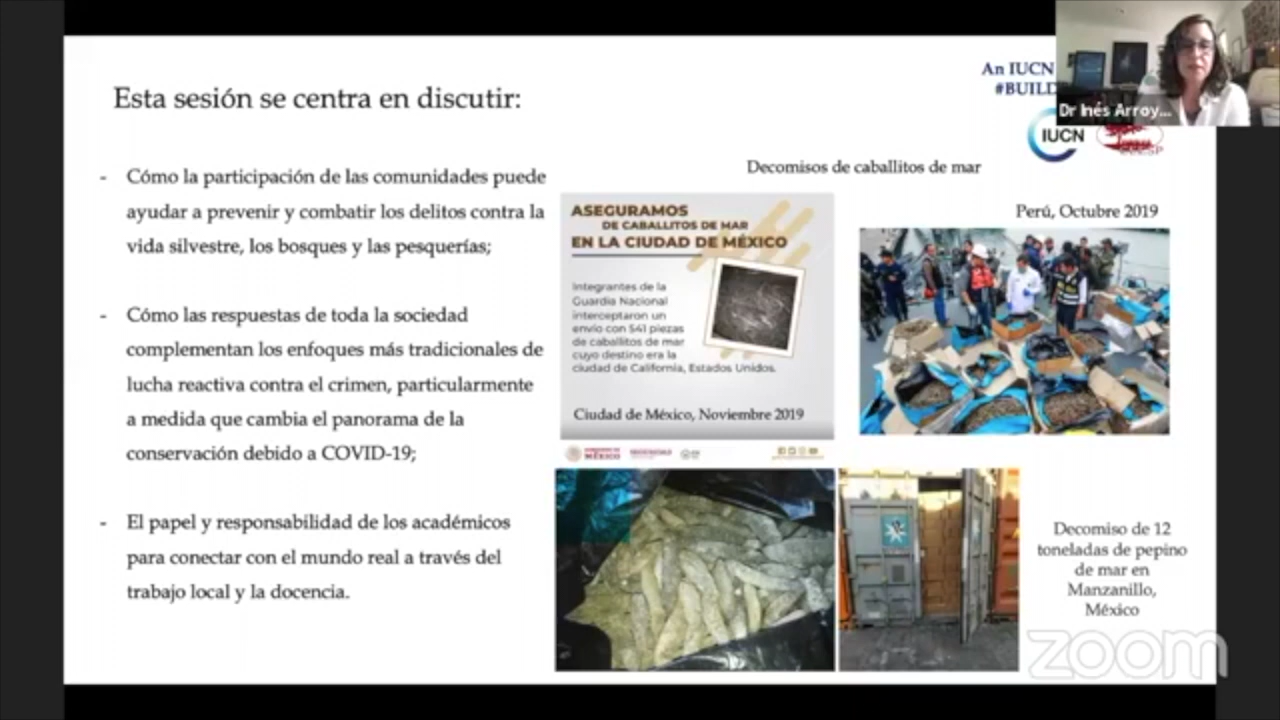 Esta sesión se centra en discutir:
An IUCN
#BUILD
Dr Inés Arroy...
IUCN
- Cómo la participación de las comunidades puede
ayudar a prevenir y combatir los delitos contra la
vida silvestre, los bosques y las pesquerías;
- Cómo las respuestas de toda la sociedad
complementan los enfoques más tradicionales de
lucha reactiva contra el crimen, particularmente
a medida que cambia el panorama de la
conservación debido a COVID-19;
- El papel y responsabilidad de los académicos
para conectar con el mundo real a través del
trabajo local y la docencia.
Decomisos de caballitos de mar
ASEGURAMOS
DE CABALLITOS DE MAR
EN LA CIUDAD DE MÉXICO
Integrantes de la
Guardia Nacional
interceptaron un
envío con 541 piezas
de caballitos de mar
cuyo destino era la
ciudad de California, Estados Unidos.
Ciudad de México, Noviembre 2019
MÉXICO
Perú, Octubre 2019
Decomiso de 12
toneladas de pepino
de mar en
Manzanillo,
México
zoom